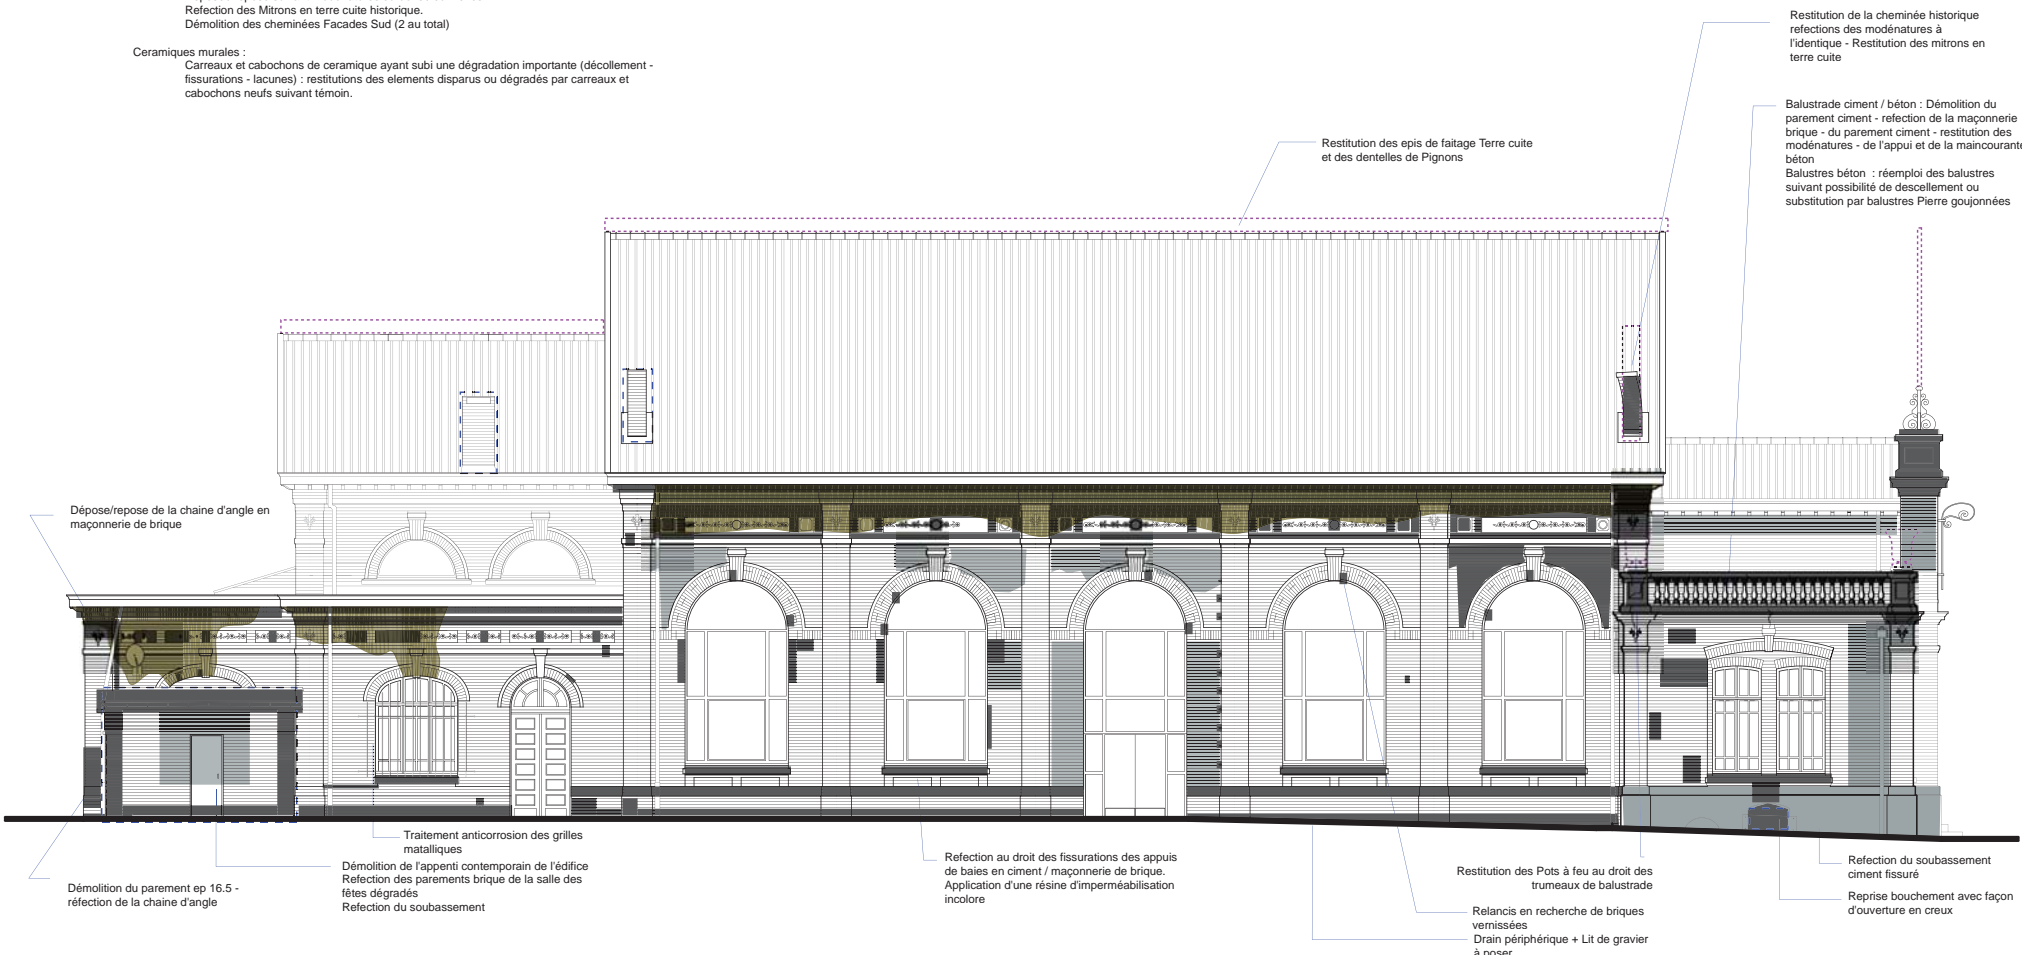 Refection des Mitrons en terre cuite historique.
Démolition des cheminées Facades Sud (2 au total)
Ceramiques murales :
Carreaux et cabochons de ceramique ayant subi une dégradation importante (décollement -
fissurations - lacunes) : restitutions des elements disparus ou dégradés par carreaux et
cabochons neufs suivant témoin.
Restitution de la cheminée historique
refections des modénatures à
l'identique - Restitution des mitrons en
terre cuite
Balustrade ciment / béton : Démolition du
parement ciment - refection de la maçonnerie
brique - du parement ciment - restitution des
modénatures - de l'appui et de la maincourante
béton
Balustres béton : réemploi des balustres
suivant possibilité de descellement ou
substitution par balustres Pierre goujonnées
Restitution des epis de faitage Terre cuite
et des dentelles de Pignons
Dépose/repose de la chaine d'angle en
maçonnerie de brique
Traitement anticorrosion des grilles
matalliques
Démolition de l'appenti contemporain de l'édifice
Refection des parements brique de la salle des
fêtes dégradés
Refection du soubassement
Démolition du parement ep 16.5 -
réfection de la chaine d'angle
Refection au droit des fissurations des appuis
de baies en ciment / maçonnerie de brique.
Application d'une résine d'imperméabilisation
incolore
Restitution des Pots à feu au droit des
trumeaux de balustrade
Relancis en recherche de briques
vernissées
Drain périphérique + Lit de gravier
à poser
Refection du soubassement
ciment fissuré
Reprise bouchement avec façon
d'ouverture en creux